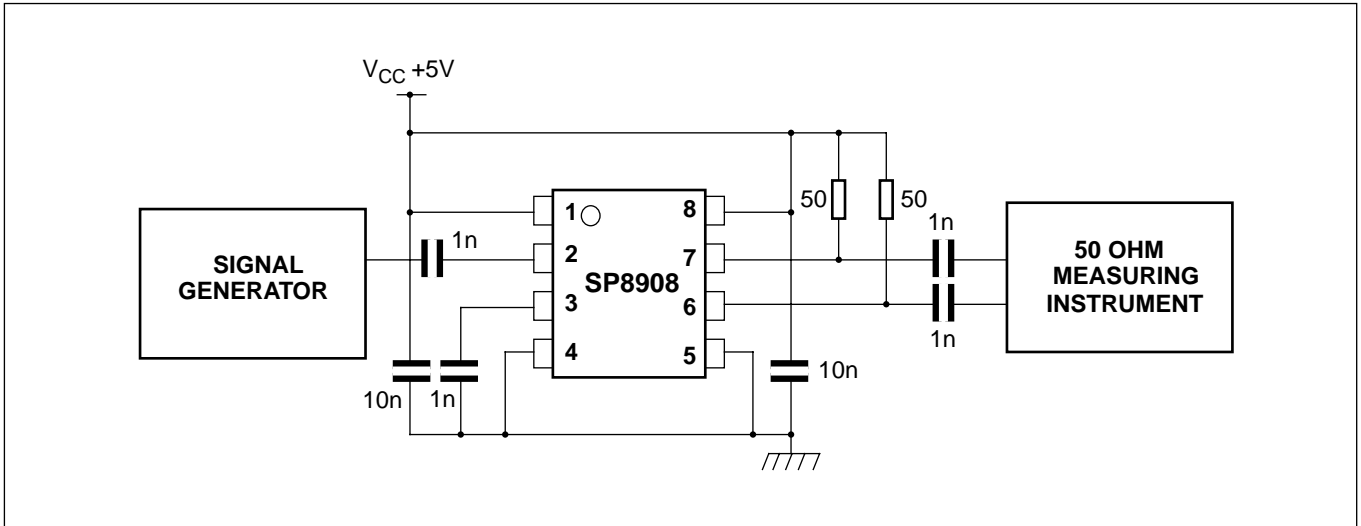 VCC +5V
SIGNAL
GENERATOR
1n
1
2
3
4
SP8908
8
7
6
5
50
50
1n
1n
50 OHM
MEASURING
INSTRUMENT
10n
1n
10n